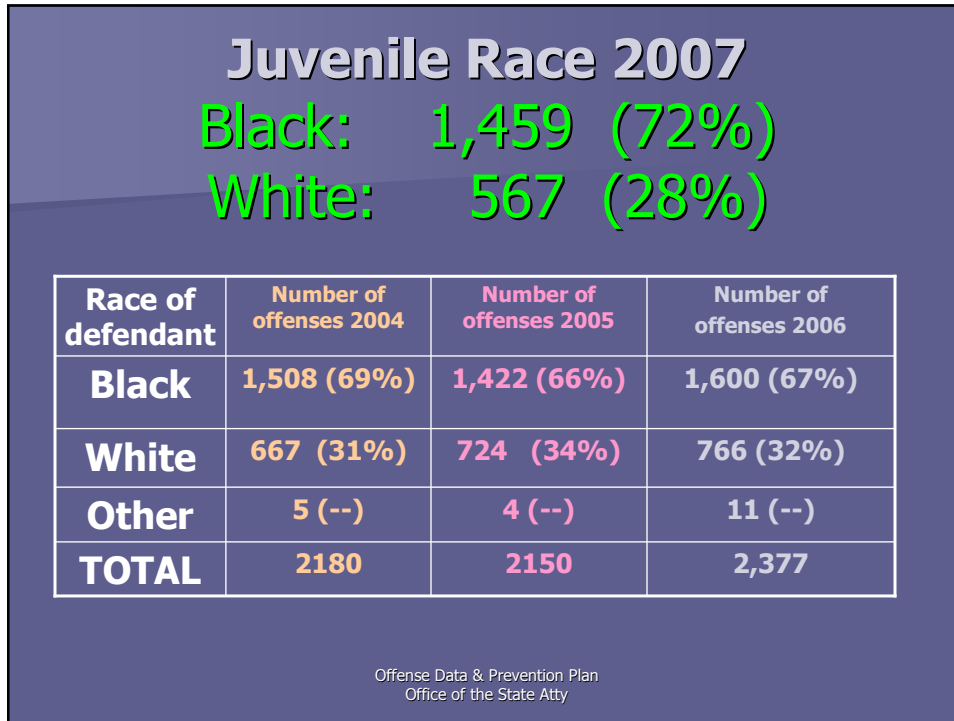 Juvenile Race 2007
Black: 1,459 (72%)
White: 567 (28%)
Race of defendant Number of offenses 2004 Number of offenses 2005 Number of offenses 2006
Black 1,508 (69%) 1,422 (66%) 1,600 (67%)
White 667 (31%) 724 (34%) 766 (32%)
Other 5 (--) 4 (--) 11 (--)
TOTAL 2180 2150 2,377
Offense Data & Prevention Plan
Office of the State Atty